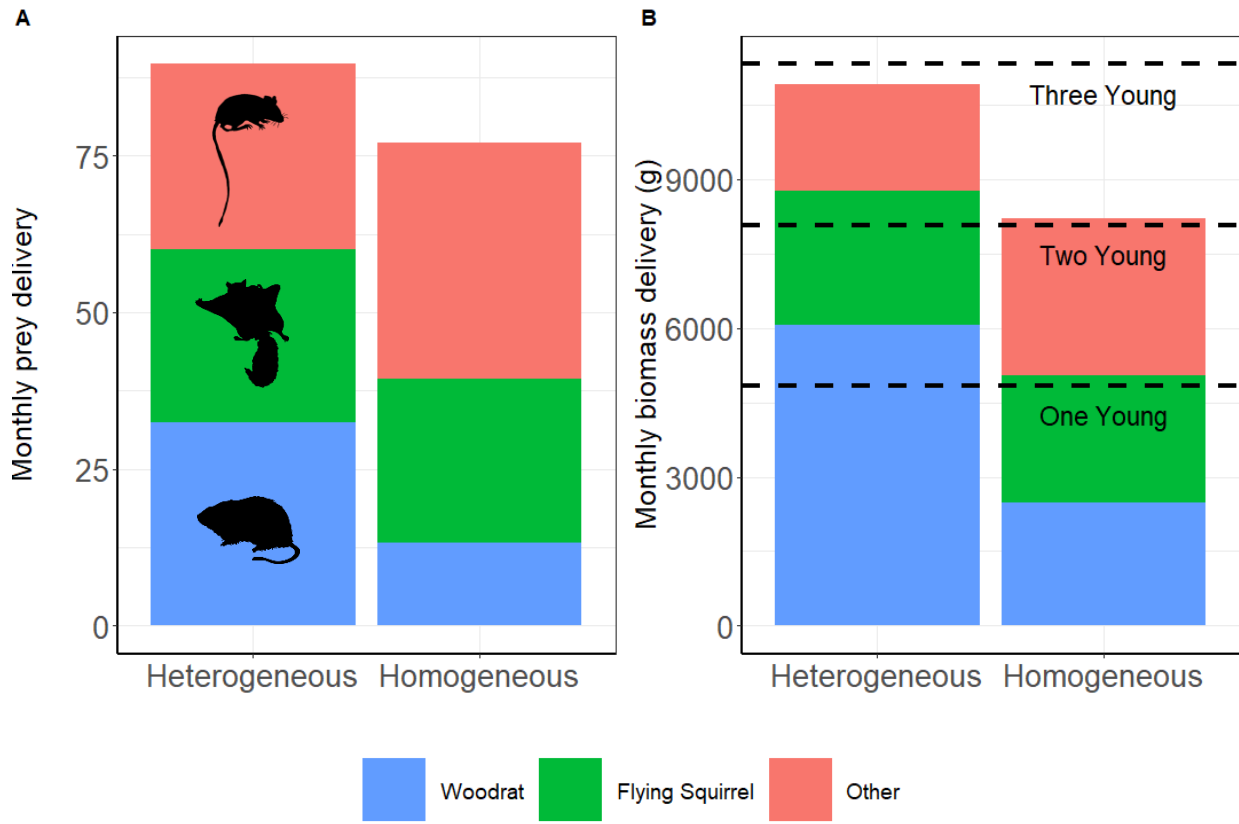 A
Monthly prey delivery
75
50
25
0
Heterogeneous Homogeneous
B
Monthly biomass delivery (g)
9000
6000
3000
0
Three Young
Two Young
One Young
Heterogeneous Homogeneous
Woodrat Flying Squirrel Other